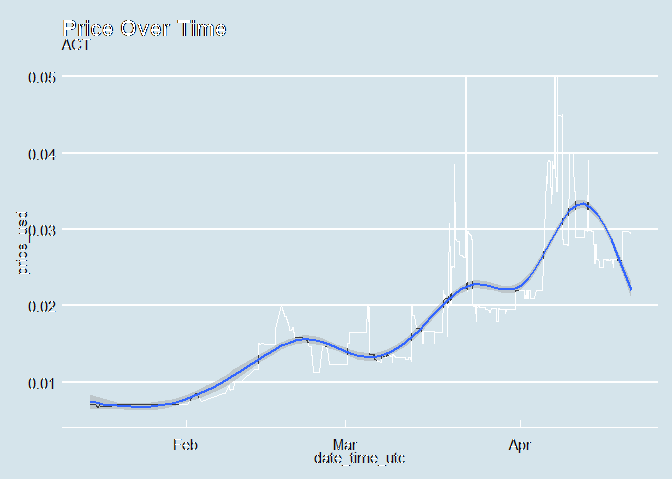 Price Over Time
ACT
0.05
0.04
0.03
0.02
0.01
price_usd
Feb
Mar
Apr
date_time_utc